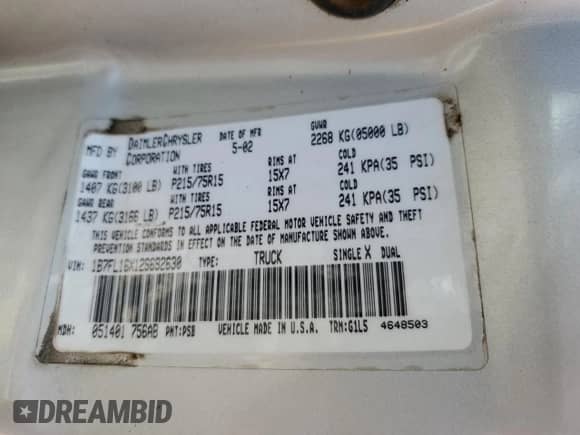 MFD BY DAIMLERCHRYSLER CORPORATION DATE OF MFR 5-02 GVWR 2268 KG(05000 LB)
GAWR FRONT WITH TIRES RIMS AT COLD
1407 KG(3100 LB) P215/75R15 15X7 241 KPA(35 PSI)
GAWR REAR WITH TIRES RIMS AT COLD
1437 KG(3166 LB) P215/75R15 15X7 241 KPA(35 PSI)
THIS VEHICLE CONFORMS TO ALL APPLICABLE FEDERAL MOTOR VEHICLE SAFETY AND THEFT
PREVENTION STANDARDS IN EFFECT ON THE DATE OF MANUFACTURE SHOWN ABOVE.
VIN: 1B7FL16X12S692630 TYPE: TRUCK SINGLE X DUAL
MDH: 051401 756AB PNT:PSB VEHICLE MADE IN U.S.A. TRM:G1L5 4648503
DREAMBID